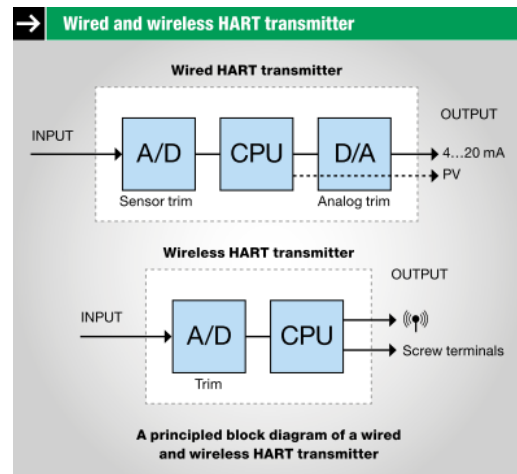 Wired and wireless HART transmitter
Wired HART transmitter
OUTPUT
INPUT
A/D
CPU
D/A
4...20 mA
PV
Sensor trim
Analog trim
Wireless HART transmitter
OUTPUT
INPUT
A/D
CPU
Screw terminals
Trim
A principled block diagram of a wired
and wireless HART transmitter